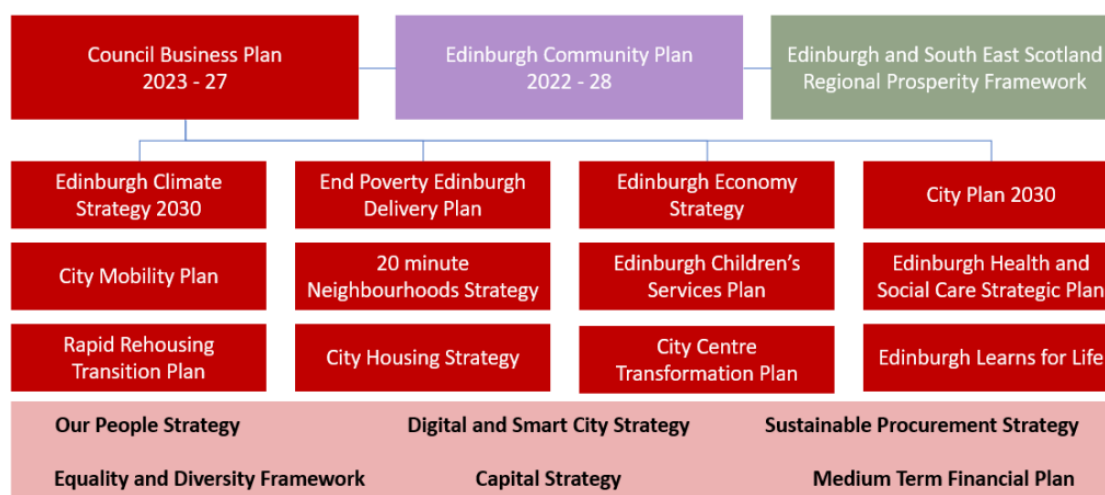 Council Business Plan
2023 - 27
Edinburgh Community Plan
2022 - 28
Edinburgh and South East Scotland
Regional Prosperity Framework
Edinburgh Climate
Strategy 2030
End Poverty Edinburgh
Delivery Plan
Edinburgh Economy
Strategy
City Plan 2030
City Mobility Plan
20 minute
Neighbourhoods Strategy
Edinburgh Children’s
Services Plan
Edinburgh Health and
Social Care Strategic Plan
Rapid Rehousing
Transition Plan
City Housing Strategy
City Centre
Transformation Plan
Edinburgh Learns for Life
Our People Strategy
Digital and Smart City Strategy
Sustainable Procurement Strategy
Equality and Diversity Framework
Capital Strategy
Medium Term Financial Plan